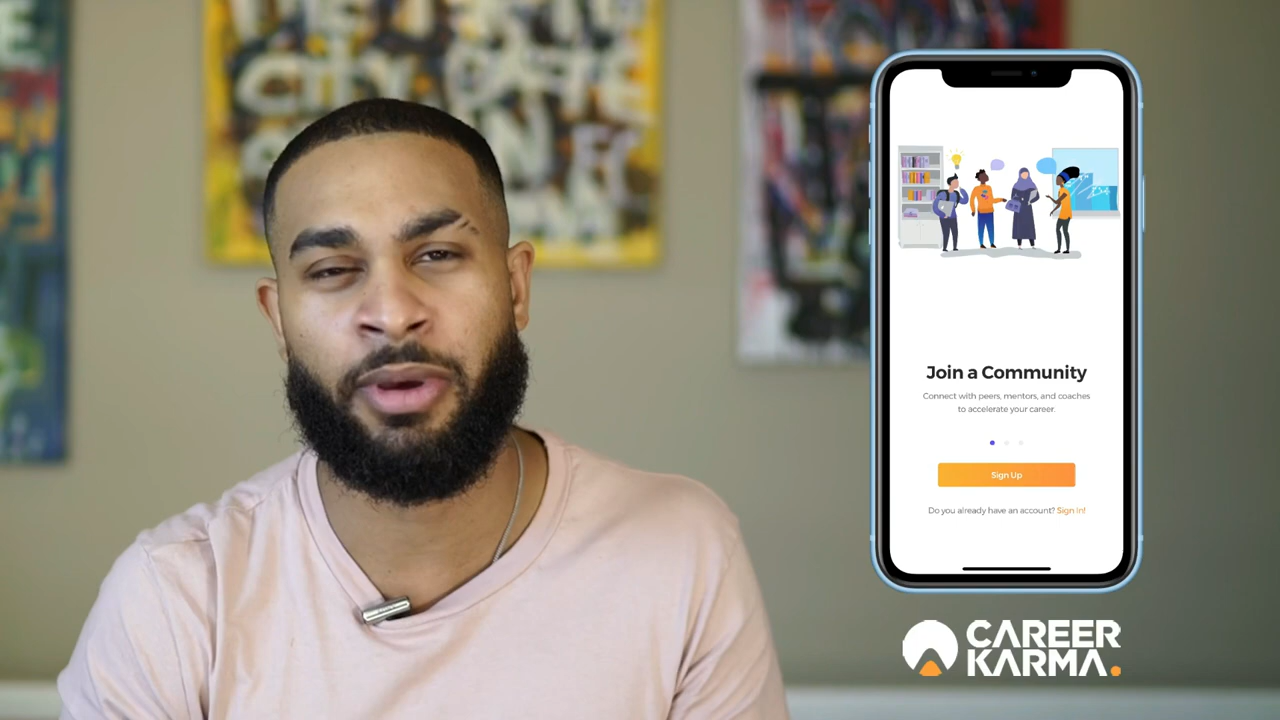 CITY
Join a Community
Connect with peers, mentors, and coaches
to accelerate your career.
Sign Up
Do you already have an account? Sign in!
CAREER
KARMA.